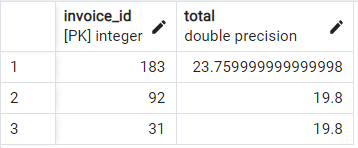 invoice_id total
[PK] integer double precision
1 183 23.759999999999998
2 92 19.8
3 31 19.8